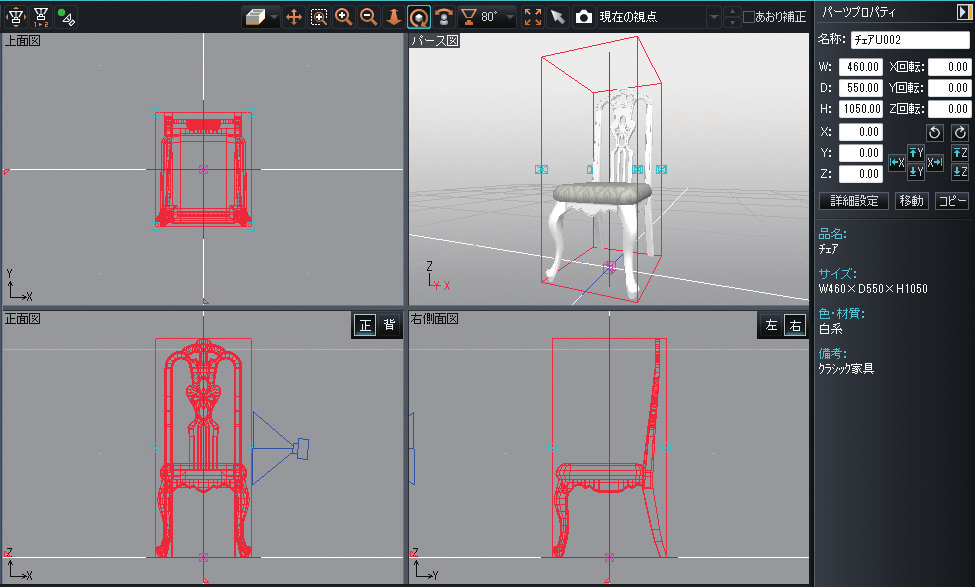 1▸2
80°
現在の視点
あおり補正
上面図
Y
X
パース図
Z
Y X
正面図
正 背
Z
X
右側面図
左 右
Z
Y
パーツプロパティ
名称: チェアU002
W: 460.00 X回転: 0.00
D: 550.00 Y回転: 0.00
H: 1050.00 Z回転: 0.00
X: 0.00
Y: 0.00 Y Z
X X
Z: 0.00 Y Z
詳細設定 移動 コピー
品名:
チェア
サイズ:
W460×D550×H1050
色・材質:
白系
備考:
クラシック家具